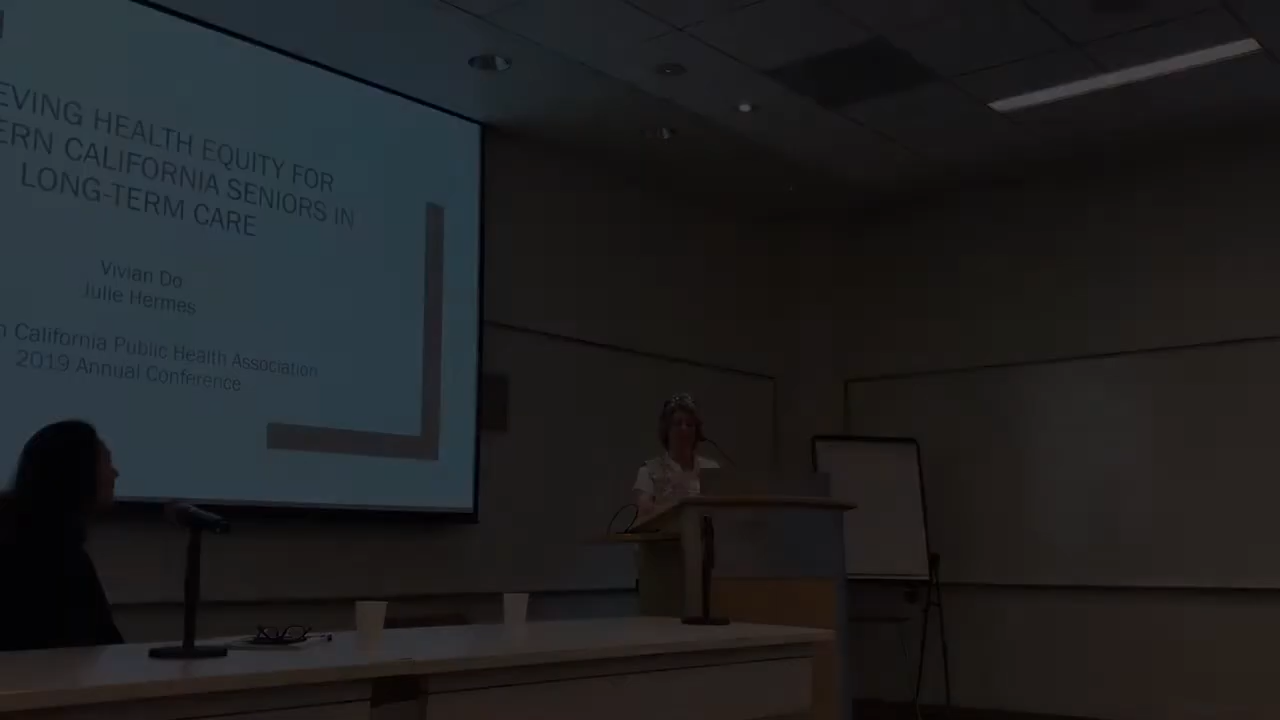 EVING HEALTH EQUITY FOR
ERN CALIFORNIA SENIORS IN
LONG-TERM CARE
Vivian Do
Julie Hermes
n California Public Health Association
2019 Annual Conference